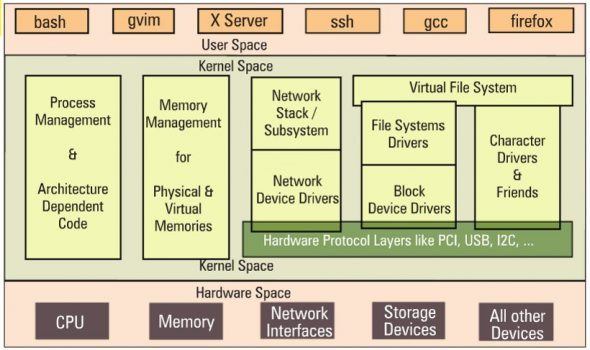 bash
gvim
X Server
ssh
gcc
firefox
User Space
Kernel Space
Process
Management
&
Architecture
Dependent
Code
Memory
Management
for
Physical &
Virtual
Memories
Network
Stack /
Subsystem
Network
Device Drivers
Virtual File System
File Systems
Drivers
Block
Device Drivers
Character
Drivers
&
Friends
Hardware Protocol Layers like PCI, USB, I2C, ...
Kernel Space
Hardware Space
CPU
Memory
Network
Interfaces
Storage
Devices
All other
Devices